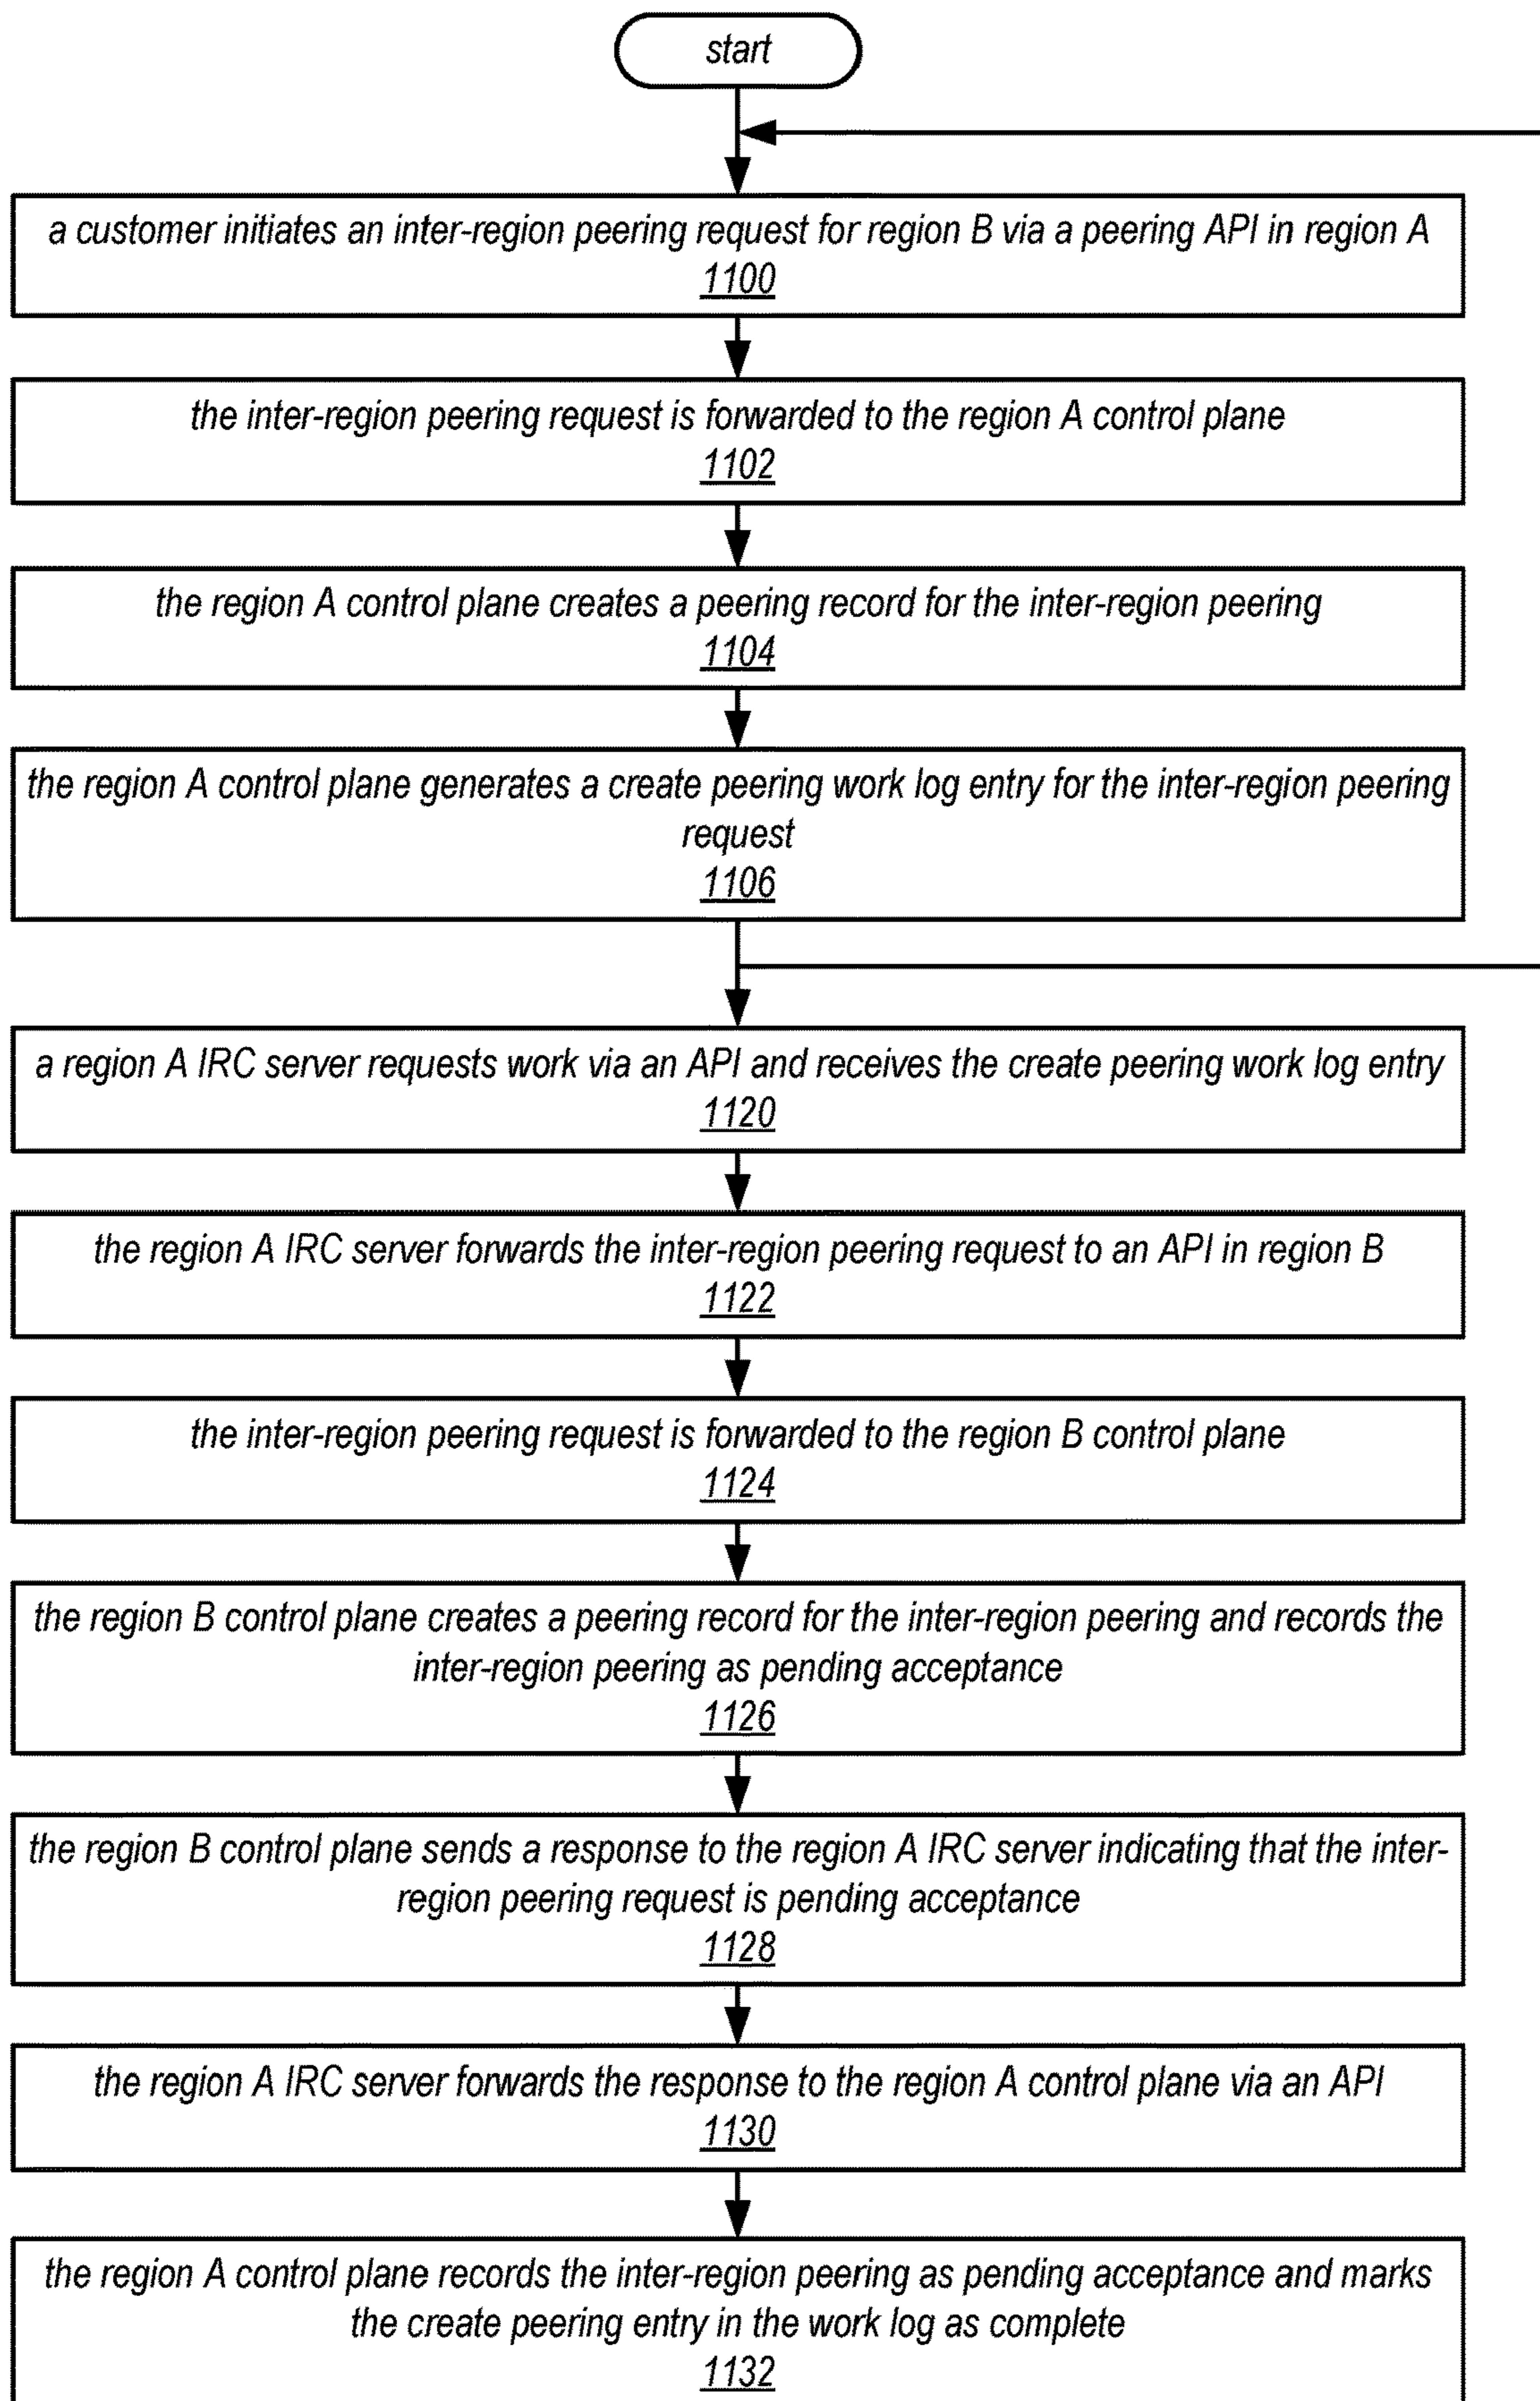 start
a customer initiates an inter-region peering request for region B via a peering API in region A
1100
the inter-region peering request is forwarded to the region A control plane
1102
the region A control plane creates a peering record for the inter-region peering
1104
the region A control plane generates a create peering work log entry for the inter-region peering
request
1106
a region A IRC server requests work via an API and receives the create peering work log entry
1120
the region A IRC server forwards the inter-region peering request to an API in region B
1122
the inter-region peering request is forwarded to the region B control plane
1124
the region B control plane creates a peering record for the inter-region peering and records the
inter-region peering as pending acceptance
1126
the region B control plane sends a response to the region A IRC server indicating that the inter-
region peering request is pending acceptance
1128
the region A IRC server forwards the response to the region A control plane via an API
1130
the region A control plane records the inter-region peering as pending acceptance and marks
the create peering entry in the work log as complete
1132